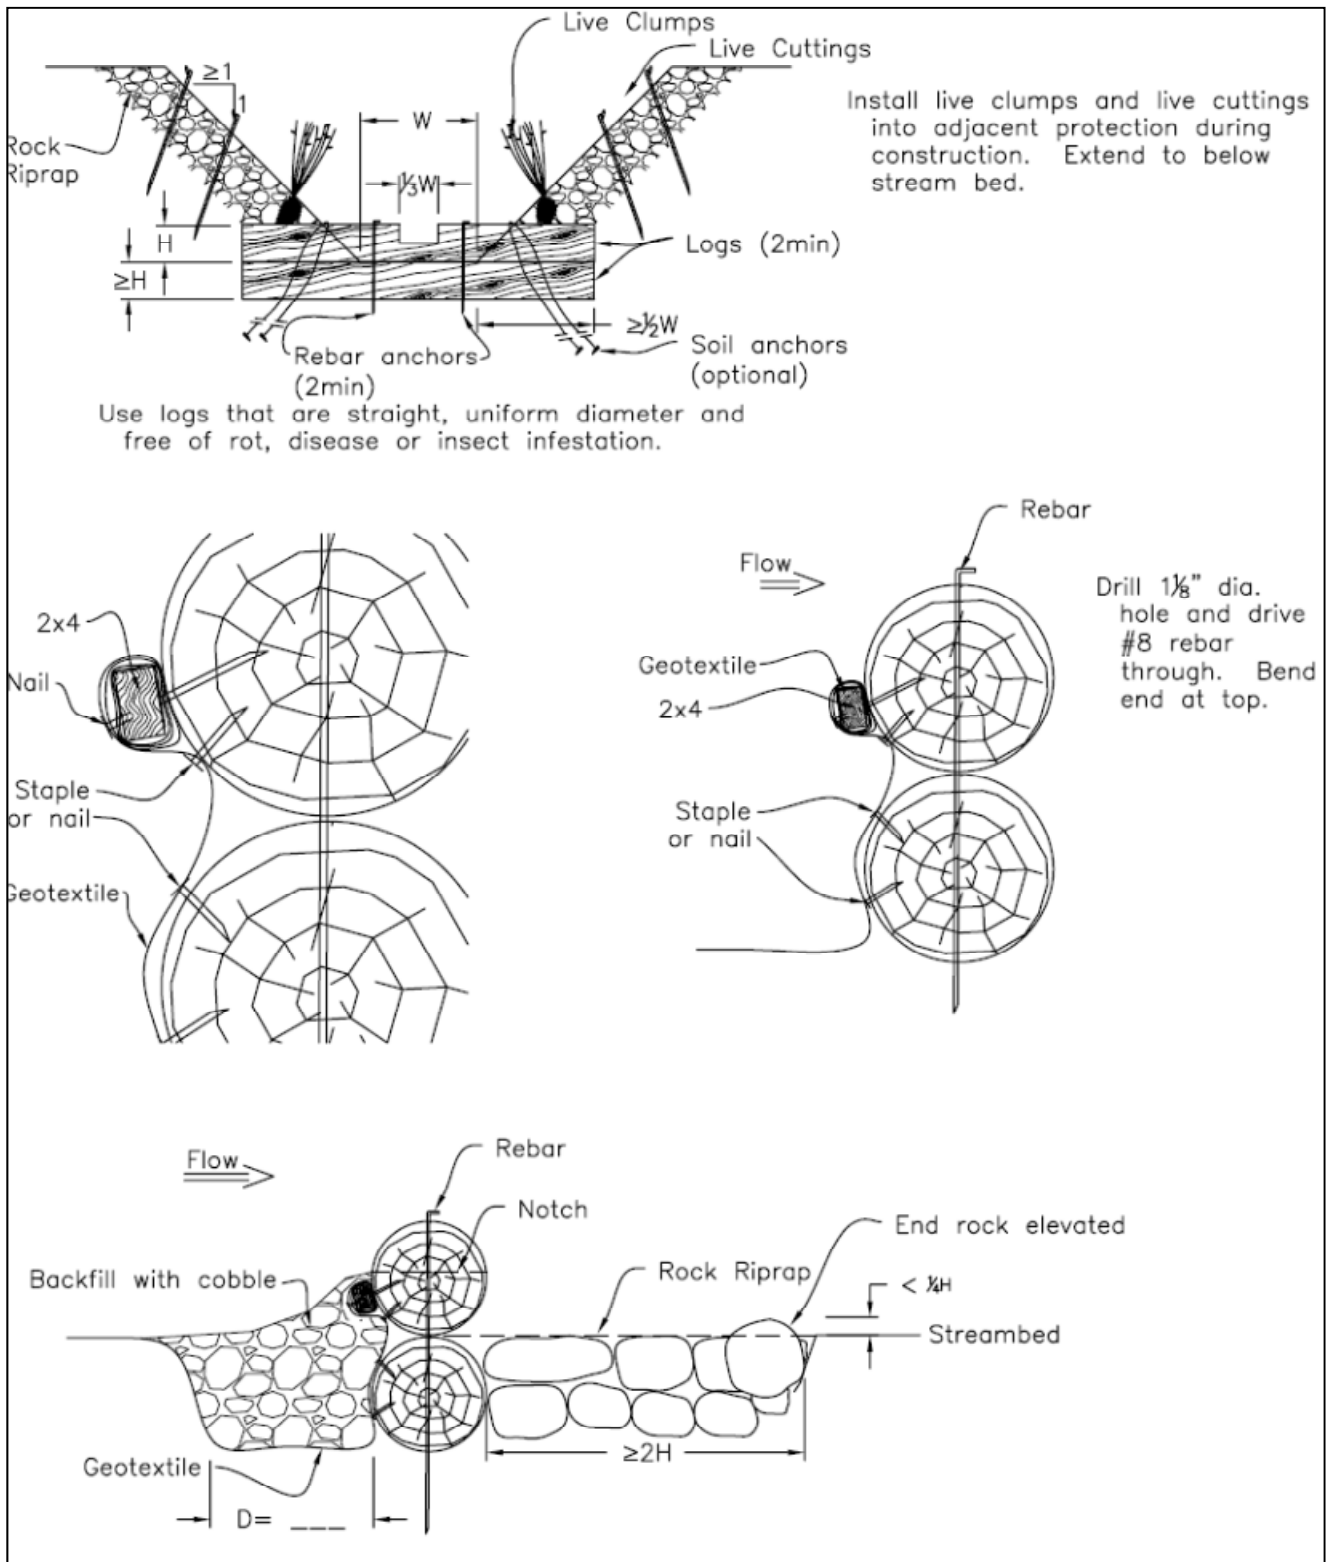 Live Clumps
Live Cuttings
≥1
1
Rock
Riprap
W
⅓W
H
≥H
Install live clumps and live cuttings
into adjacent protection during
construction. Extend to below
stream bed.
Logs (2min)
≥½W
Rebar anchors
(2min)
Soil anchors
(optional)
Use logs that are straight, uniform diameter and
free of rot, disease or insect infestation.
2x4
Nail
Staple
or nail
Geotextile
Rebar
Flow
Geotextile
2x4
Staple
or nail
Drill 1⅛" dia.
hole and drive
#8 rebar
through. Bend
end at top.
Flow
Rebar
Notch
End rock elevated
Backfill with cobble
Rock Riprap
< ¼H
Streambed
≥2H
Geotextile
D= ___